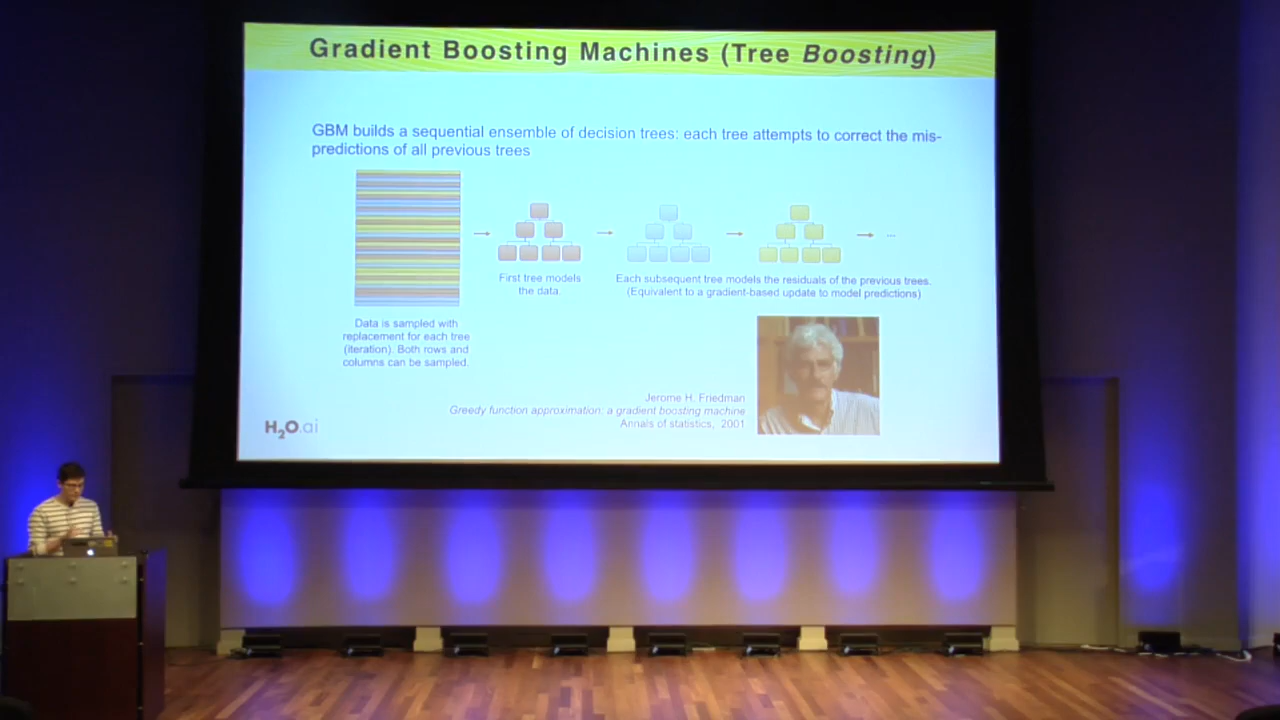 Gradient Boosting Machines (Tree Boosting)
GBM builds a sequential ensemble of decision trees: each tree attempts to correct the mis-
predictions of all previous trees
...
First tree models
the data.
Each subsequent tree models the residuals of the previous trees.
(Equivalent to a gradient-based update to model predictions)
Data is sampled with
replacement for each tree
(iteration). Both rows and
columns can be sampled.
Jerome H. Friedman
Greedy function approximation: a gradient boosting machine
Annals of statistics, 2001
H2O.ai